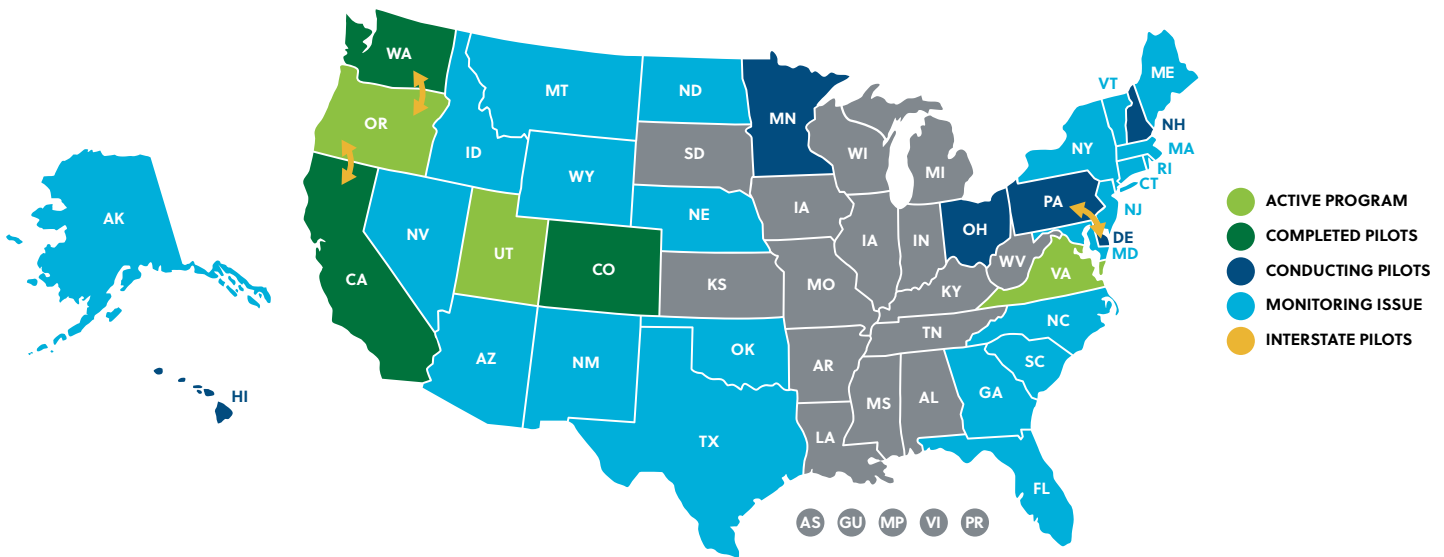 WA
MT
ND
MN
OR
ID
SD
WI
MI
VT
ME
NH
NY
MA
RI
CT
WY
NE
IA
PA
NJ
AK
NV
UT
CO
KS
MO
IA
IN
OH
WV
DE
MD
VA
KY
CA
AZ
NM
OK
AR
TN
NC
SC
HI
TX
LA
MS
AL
GA
FL
AS
GU
MP
VI
PR
ACTIVE PROGRAM
COMPLETED PILOTS
CONDUCTING PILOTS
MONITORING ISSUE
INTERSTATE PILOTS